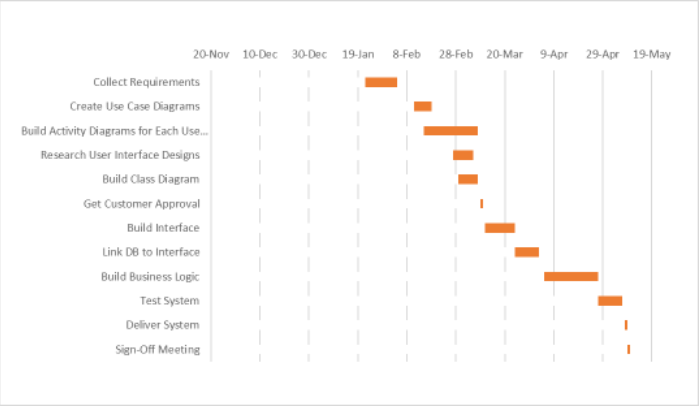 20-Nov 10-Dec 30-Dec 19-Jan 8-Feb 28-Feb 20-Mar 9-Apr 29-Apr 19-May
Collect Requirements
Create Use Case Diagrams
Build Activity Diagrams for Each Use...
Research User Interface Designs
Build Class Diagram
Get Customer Approval
Build Interface
Link DB to Interface
Build Business Logic
Test System
Deliver System
Sign-Off Meeting